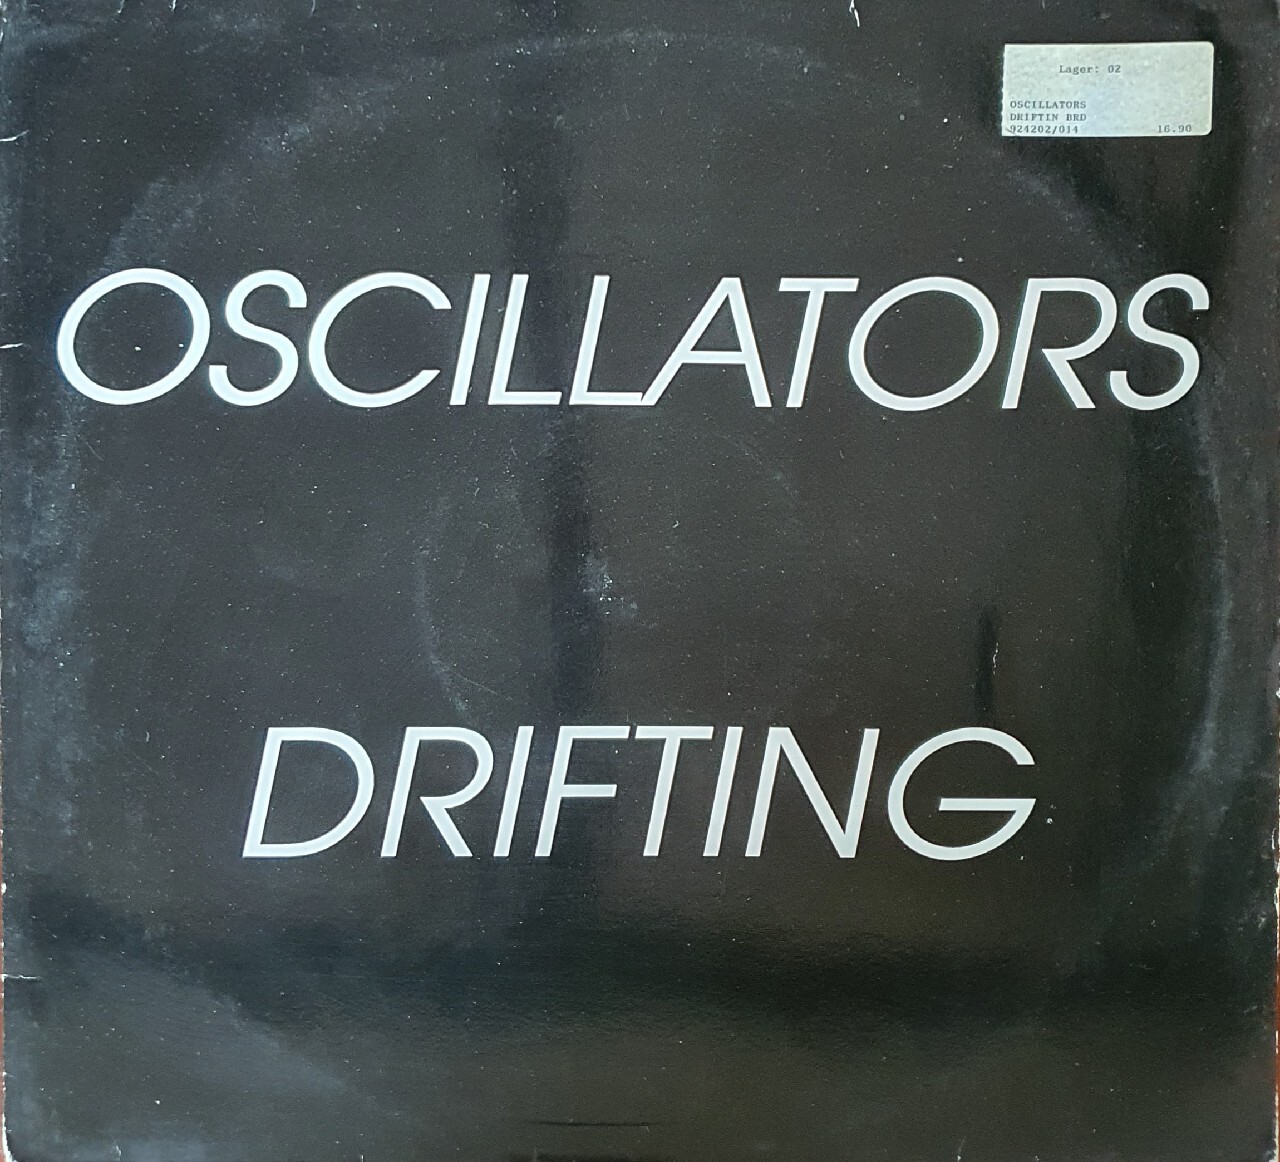 Lager: 02
OSCILLATORS
DRIFTIN BRD
924202/014 16.90
OSCILLATORS
DRIFTING